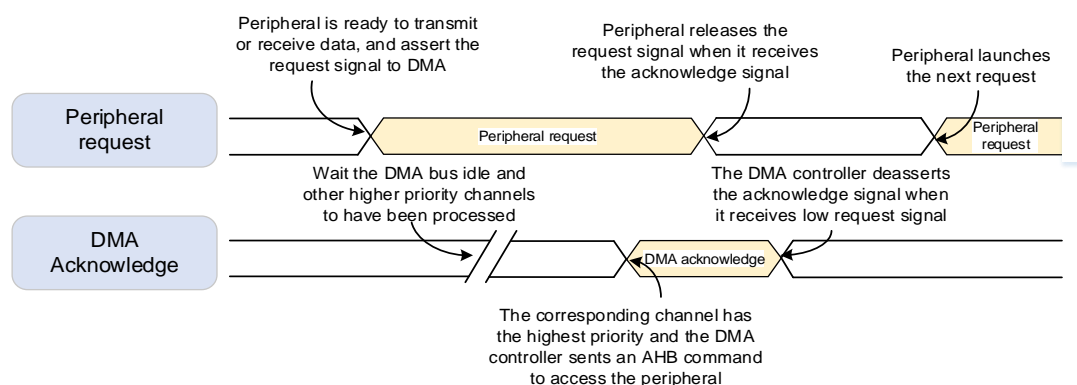 Peripheral is ready to transmit
or receive data, and assert the
request signal to DMA
Peripheral releases the
request signal when it receives
the acknowledge signal
Peripheral launches
the next request
Peripheral
request
Peripheral request
Peripheral
request
Wait the DMA bus idle and
other higher priority channels
to have been processed
The DMA controller deasserts
the acknowledge signal when
it receives low request signal
DMA
Acknowledge
DMA acknowledge
The corresponding channel has
the highest priority and the DMA
controller sents an AHB command
to access the peripheral